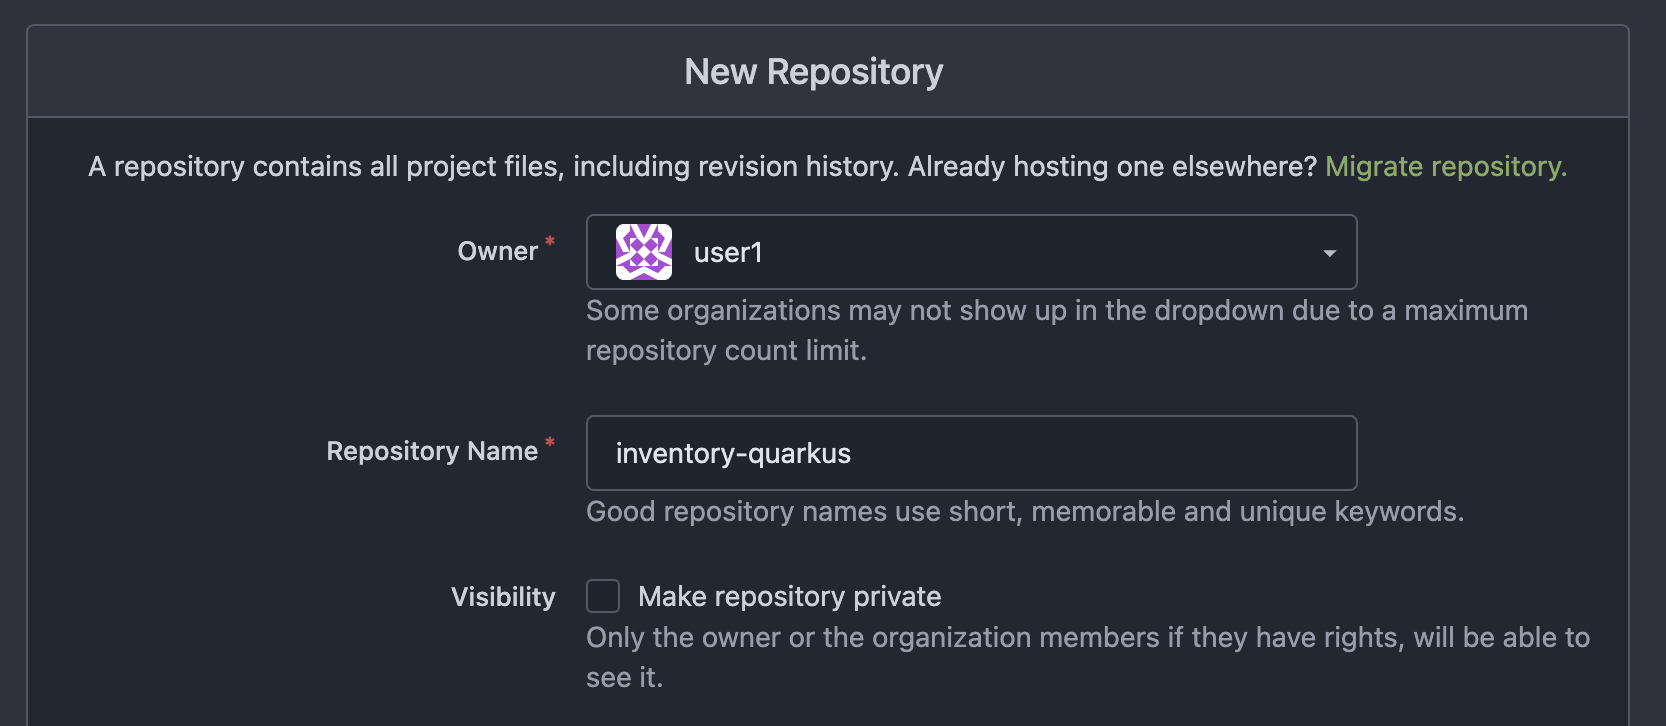 New Repository
A repository contains all project files, including revision history. Already hosting one elsewhere? Migrate repository.
Owner *
user1
Some organizations may not show up in the dropdown due to a maximum
repository count limit.
Repository Name *
inventory-quarkus
Good repository names use short, memorable and unique keywords.
Visibility
Make repository private
Only the owner or the organization members if they have rights, will be able to
see it.